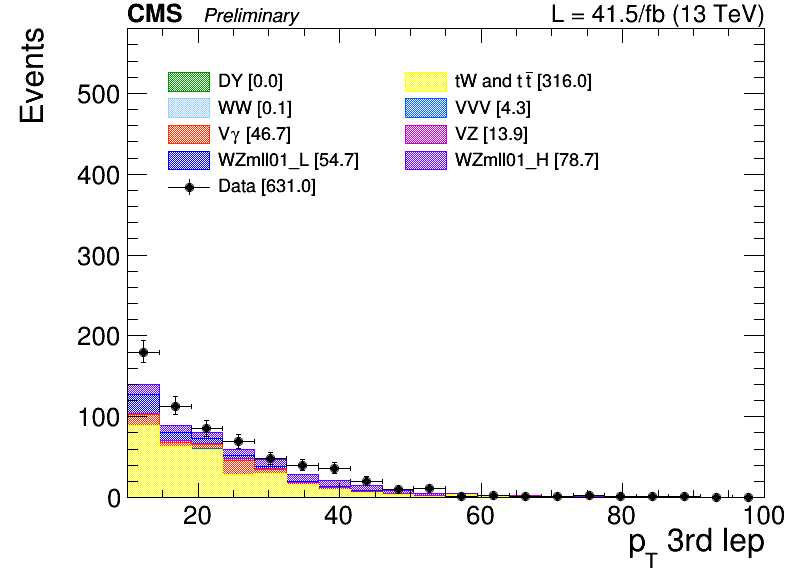 CMS Preliminary L = 41.5/fb (13 TeV)
Events
DY [0.0] tW and tt̅ [316.0]
WW [0.1] VVV [4.3]
Vγ [46.7] VZ [13.9]
WZmll01_L [54.7] WZmll01_H [78.7]
Data [631.0]
500
400
300
200
100
0
20 40 60 80 100
pT 3rd lep